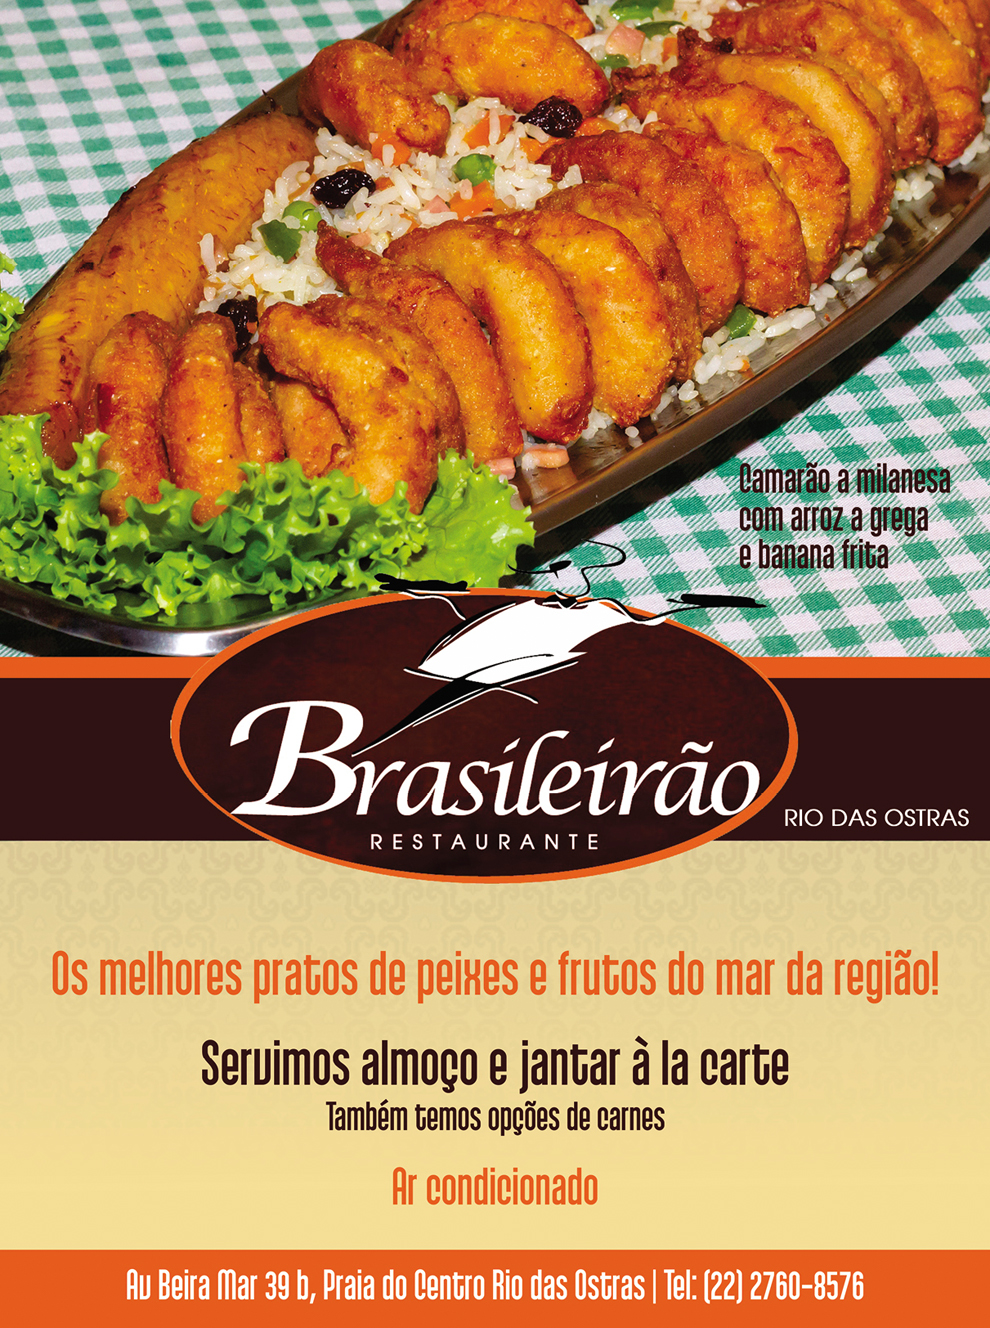 Camarão a milanesa
com arroz a grega
e banana frita
Brasileirão
RESTAURANTE
RIO DAS OSTRAS
Os melhores pratos de peixes e frutos do mar da região!
Servimos almoço e jantar à la carte
Também temos opções de carnes
Ar condicionado
Av Beira Mar 39 b, Praia do Centro Rio das Ostras | Tel: (22) 2760-8576